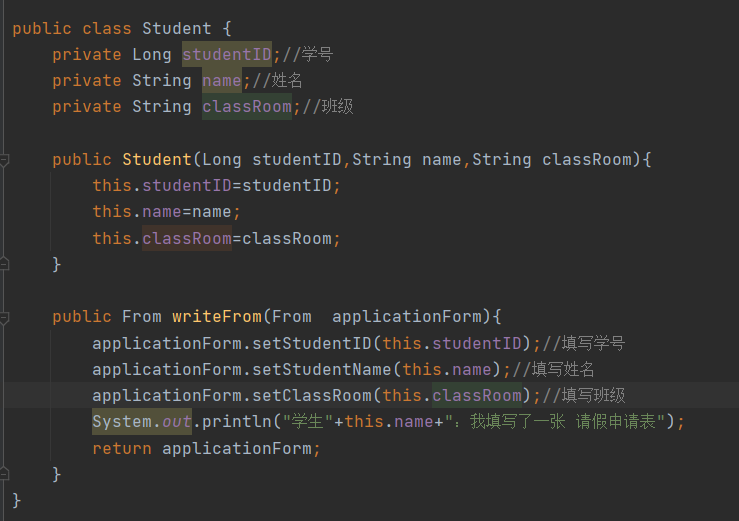 public class Student {
private Long studentID;//学号
private String name;//姓名
private String classRoom;//班级
public Student(Long studentID,String name,String classRoom){
this.studentID=studentID;
this.name=name;
this.classRoom=classRoom;
}
public From writeFrom(From  applicationForm){
applicationForm.setStudentID(this.studentID);//填写学号
applicationForm.setStudentName(this.name);//填写姓名
applicationForm.setClassRoom(this.classRoom);//填写班级
System.out.println("学生"+this.name+": 我填写了一张 请假申请表");
return applicationForm;
}
}